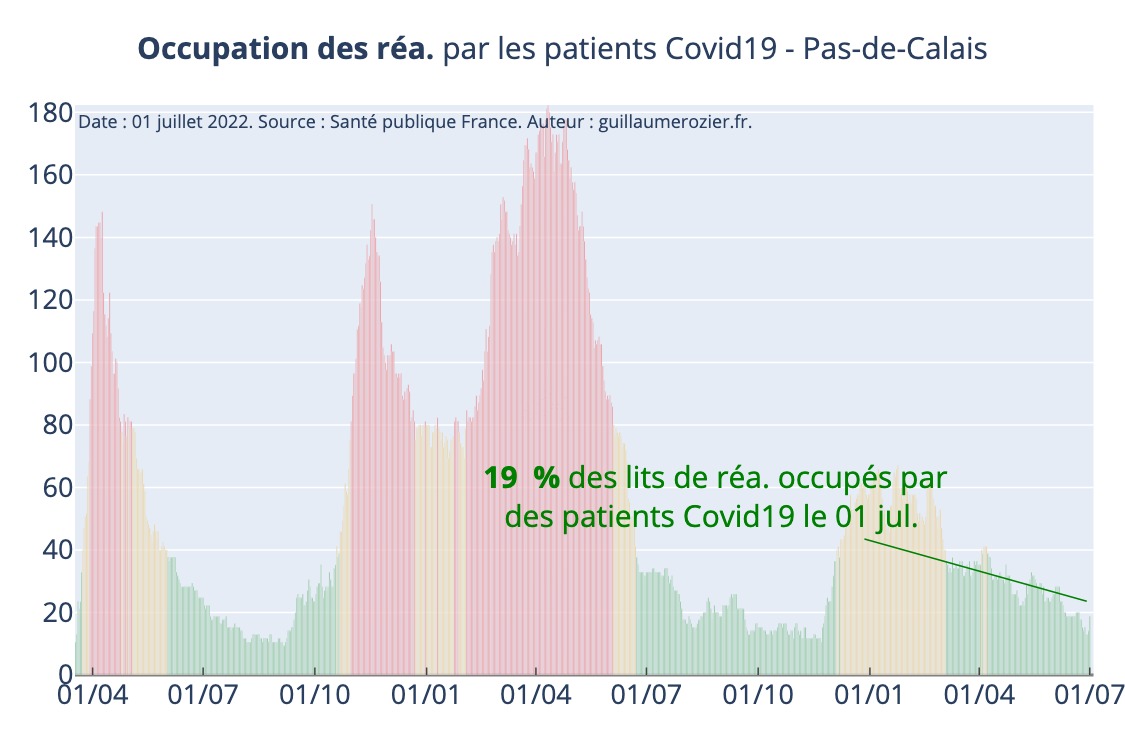 Occupation des réa. par les patients Covid19 - Pas-de-Calais
180
Date : 01 juillet 2022. Source : Santé publique France. Auteur : guillaumerozier.fr.
160
140
120
100
80
60
40
20
0
19 % des lits de réa. occupés par
des patients Covid19 le 01 jul.
01/04 01/07 01/10 01/01 01/04 01/07 01/10 01/01 01/04 01/07